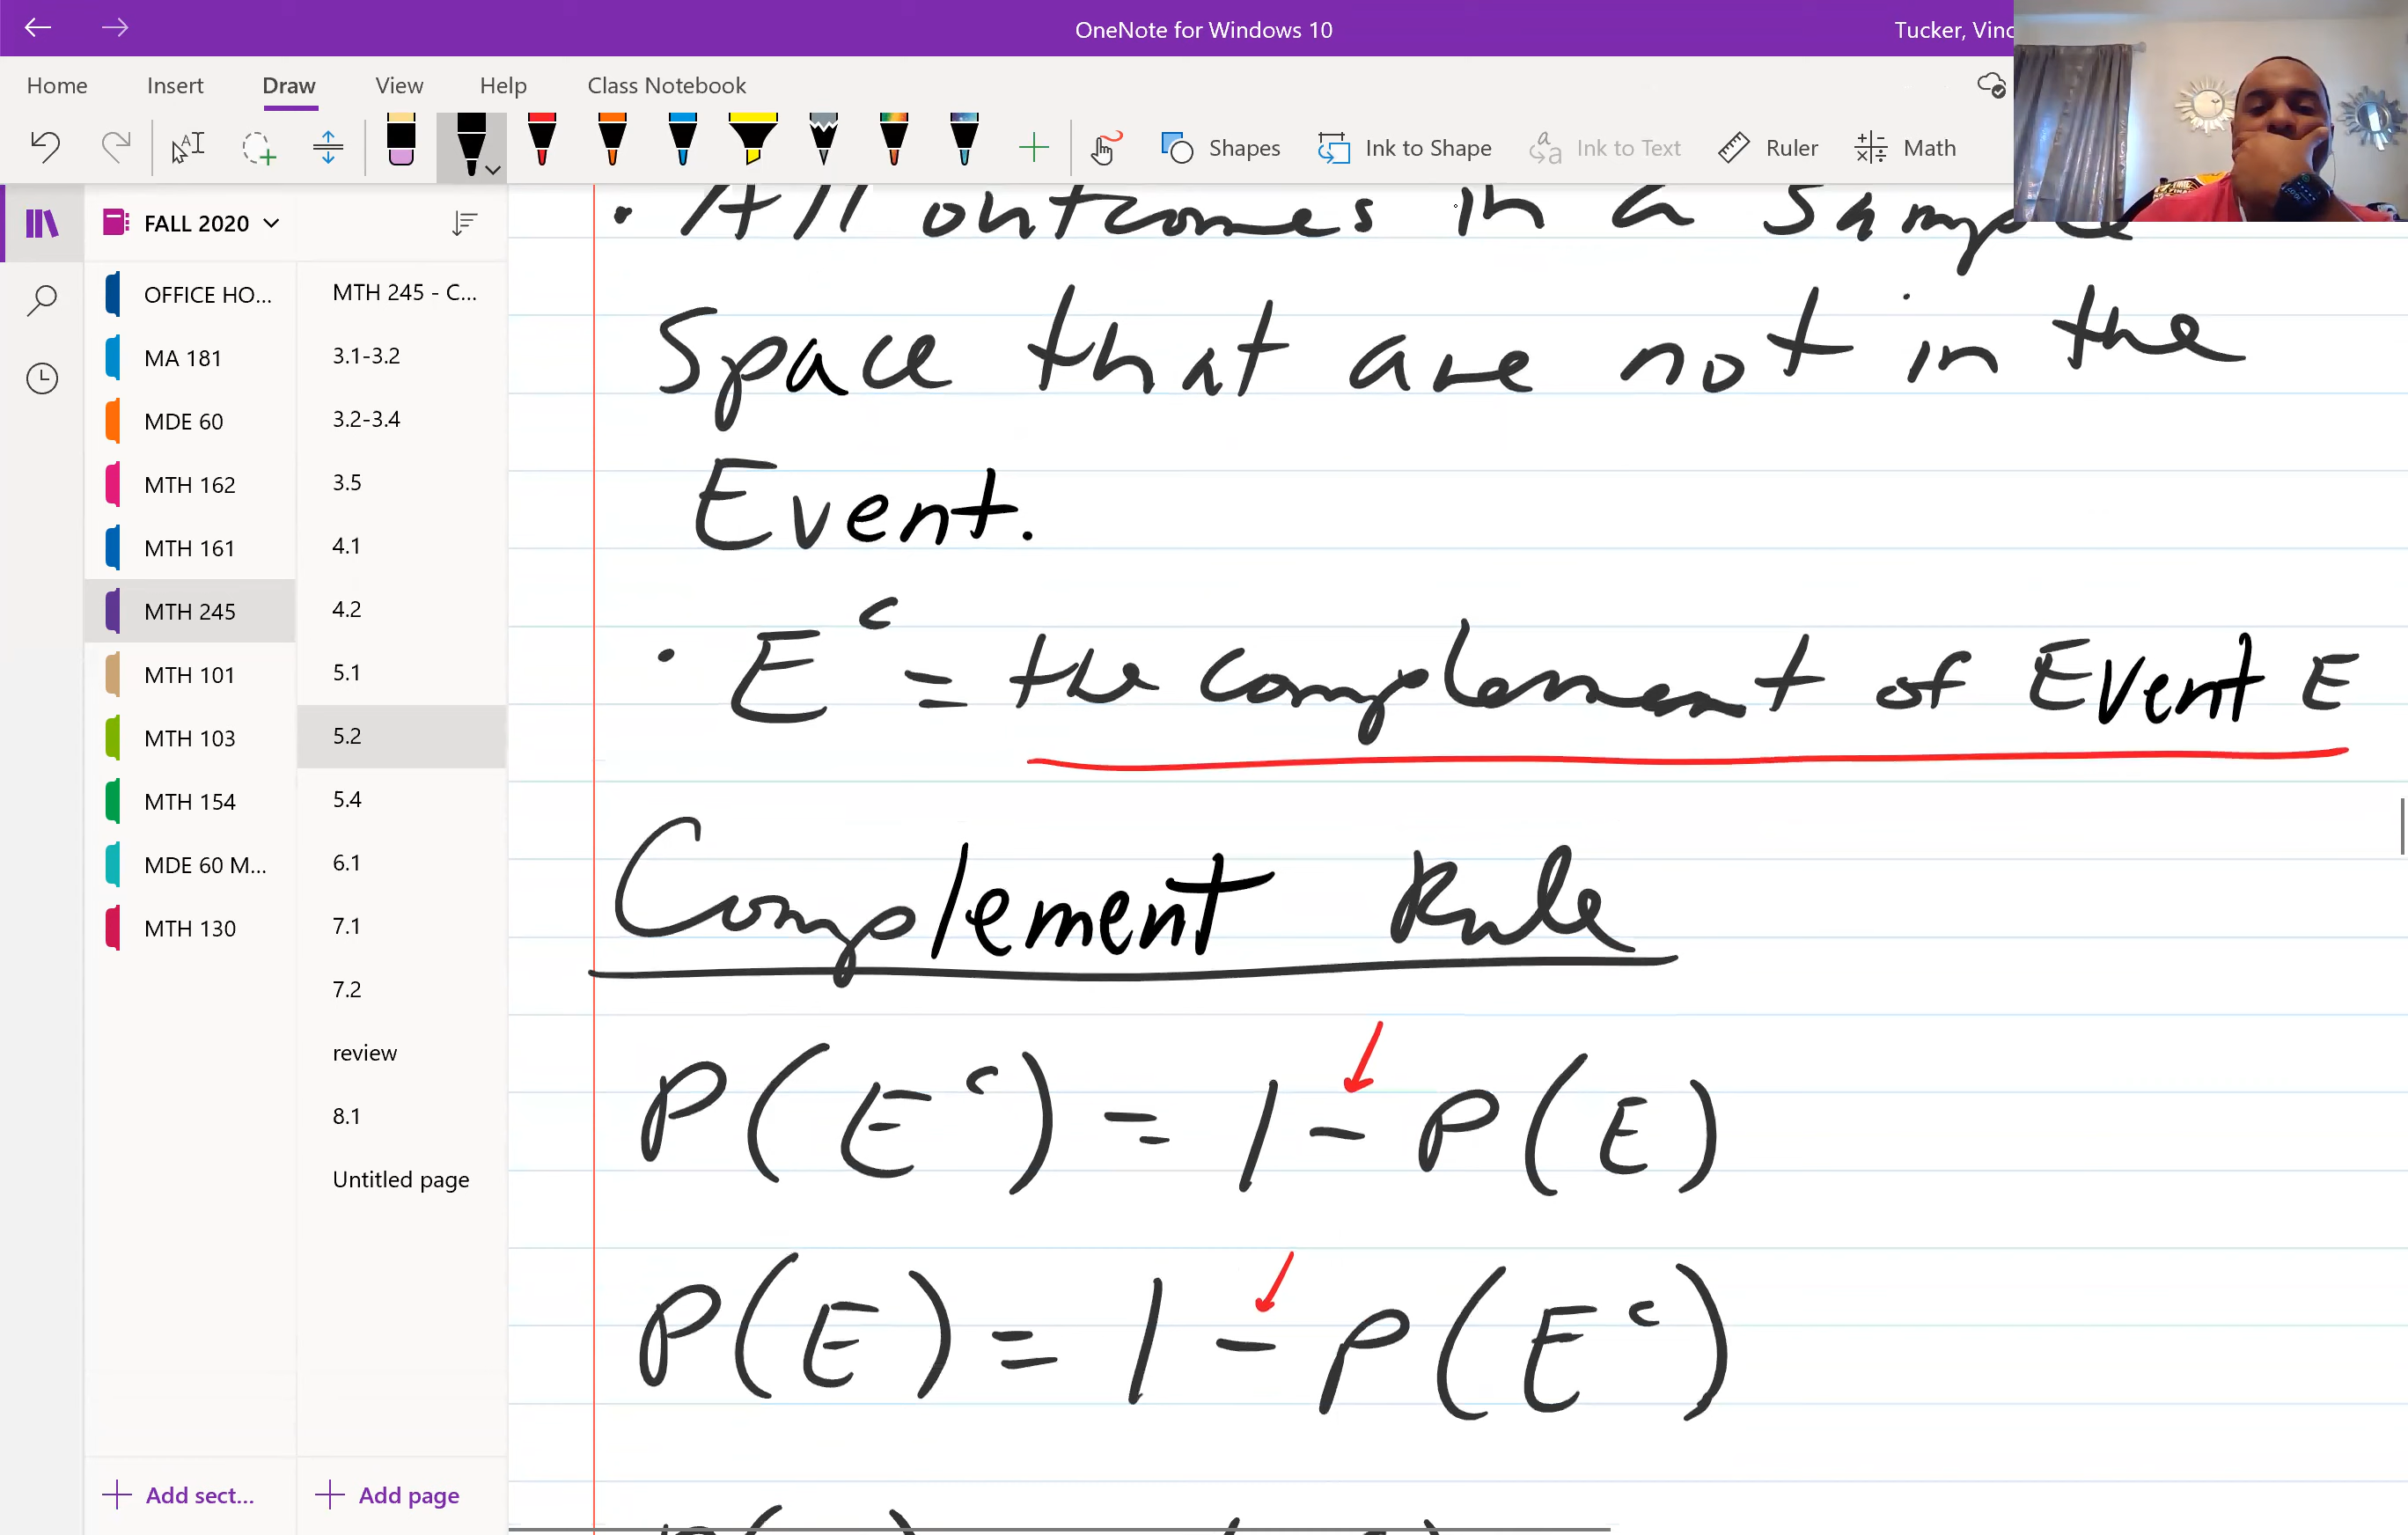 OneNote for Windows 10
Tucker, Vinc
Home Insert Draw View Help Class Notebook
Shapes Ink to Shape Ink to Text Ruler Math
FALL 2020
OFFICE HO...
MA 181
MDE 60
MTH 162
MTH 161
MTH 245
MTH 101
MTH 103
MTH 154
MDE 60 M...
MTH 130
Add sect...
MTH 245 - C...
3.1-3.2
3.2-3.4
3.5
4.1
4.2
5.1
5.2
5.4
6.1
7.1
7.2
review
8.1
Untitled page
Add page
• All outcomes in a Sample
Space that are not in the
Event.
• E^c = the complement of Event E
Complement Rule
P(E^c) = 1 - P(E)
P(E) = 1 - P(E^c)